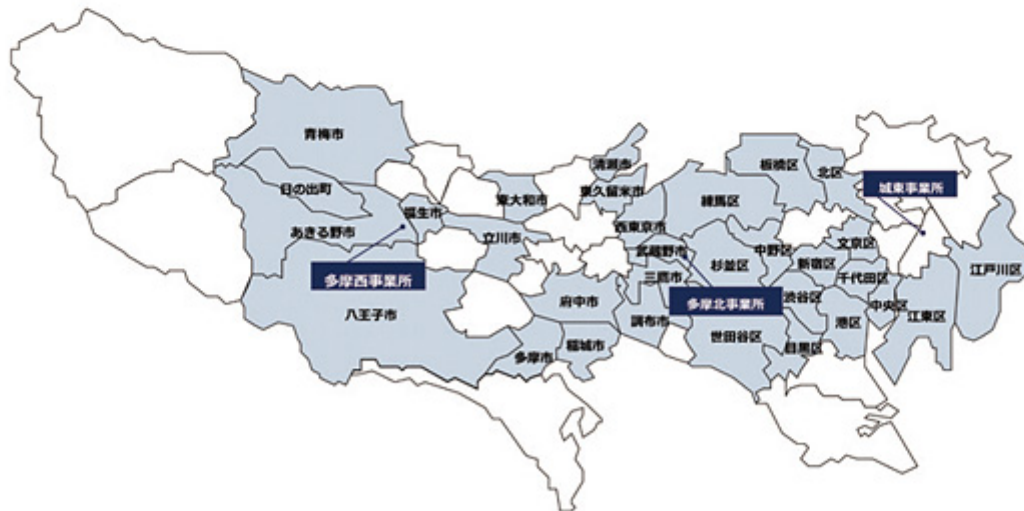 青梅市
日の出町
あきる野市
福生市
多摩西事業所
八王子市
立川市
東大和市
清瀬市
東久留米市
西東京市
武蔵野市
三鷹市
調布市
府中市
稲城市
多摩市
板橋区
北区
練馬区
中野区
杉並区
多摩北事業所
世田谷区
新宿区
文京区
千代田区
渋谷区
港区
中央区
目黒区
城東事業所
江東区
江戸川区